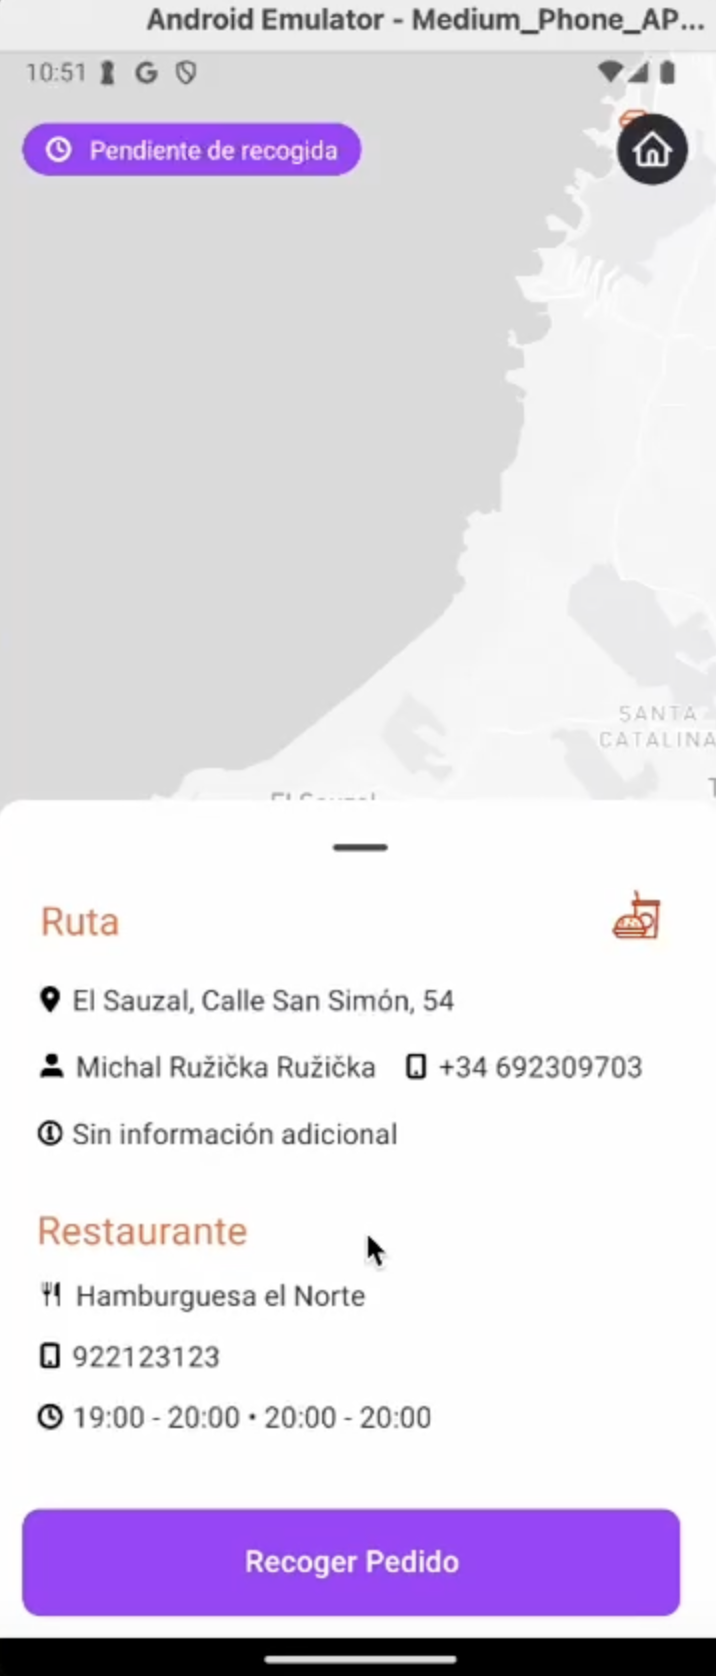 Android Emulator - Medium_Phone_AP...
10:51
Pendiente de recogida
SANTA
CATALINA
El Sauzal
Ruta
El Sauzal, Calle San Simón, 54
Michal Ružička Ružička +34 692309703
Sin información adicional
Restaurante
Hamburguesa el Norte
922123123
19:00 - 20:00 • 20:00 - 20:00
Recoger Pedido